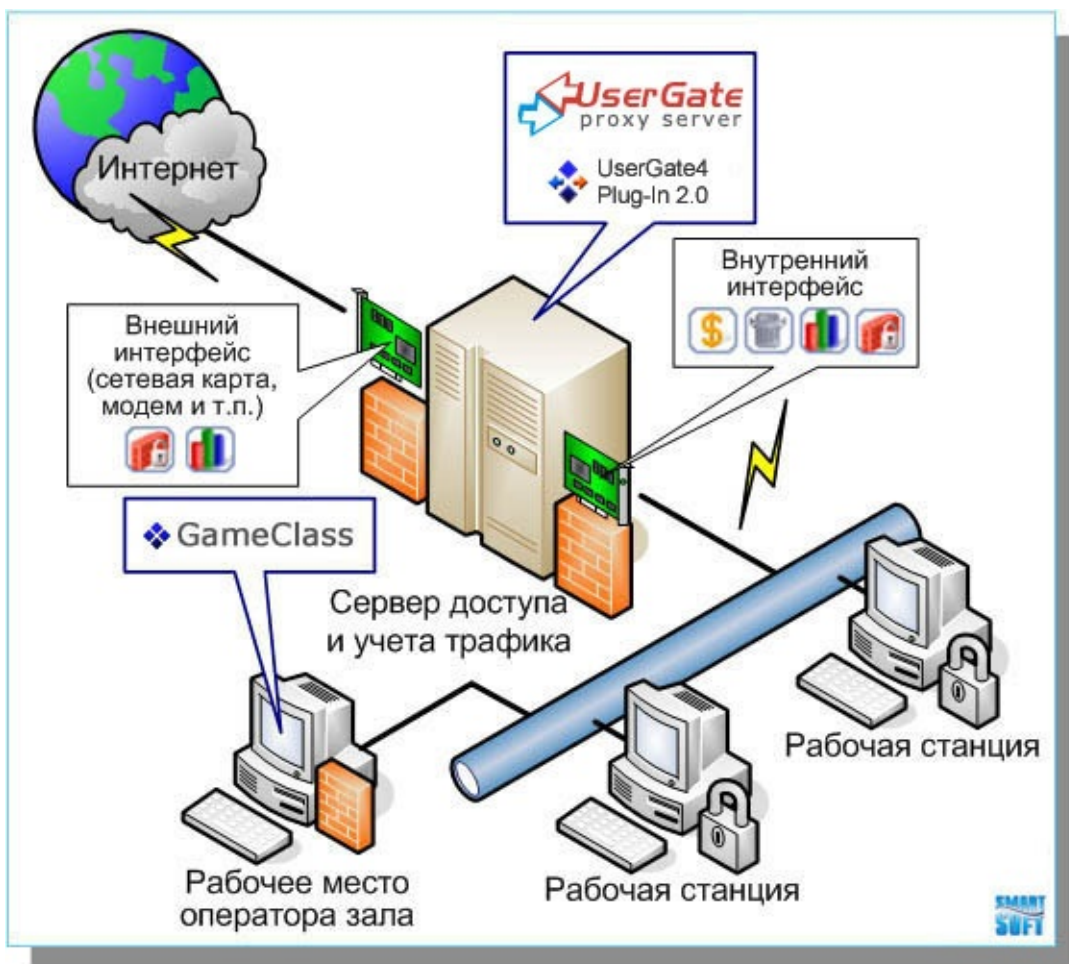 UserGate
proxy server
UserGate4
Plug-In 2.0
Интернет
Внутренний
интерфейс
$
Внешний
интерфейс
(сетевая карта,
модем и т.п.)
GameClass
Сервер доступа
и учета трафика
Рабочая станция
Рабочая станция
Рабочее место
оператора зала
SMART
SOFT